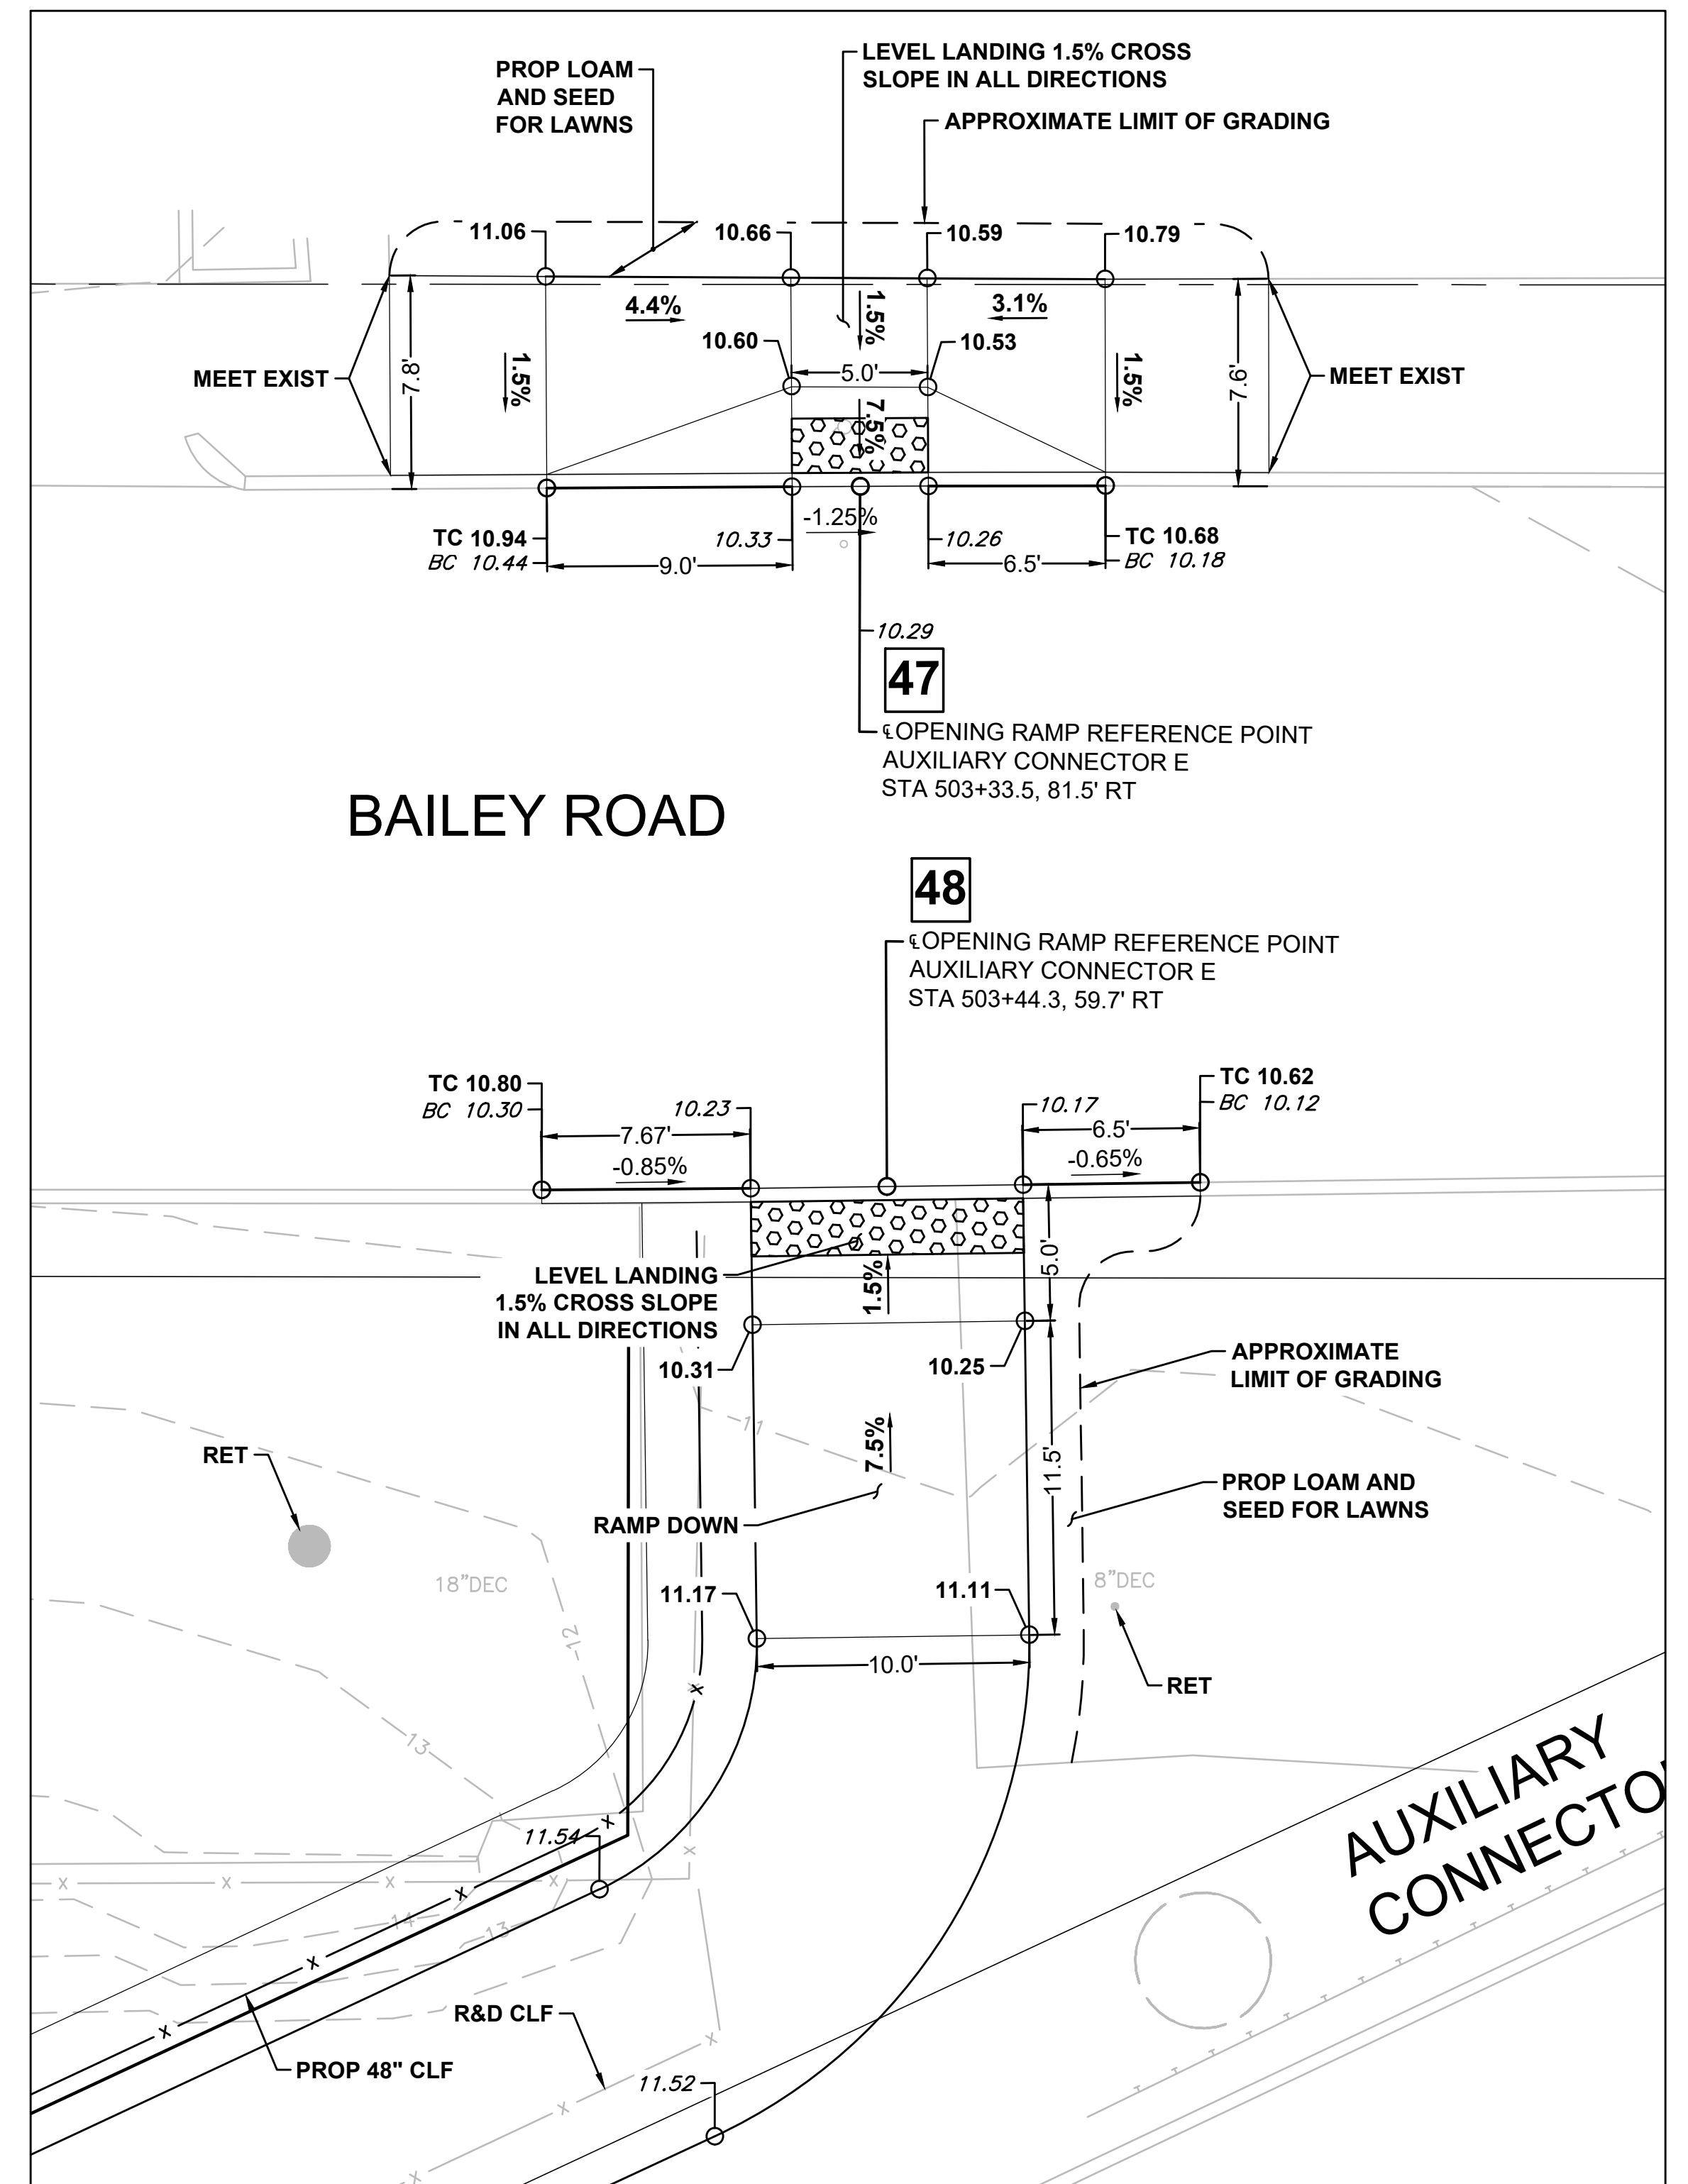 LEVEL LANDING 1.5% CROSS
SLOPE IN ALL DIRECTIONS
PROP LOAM
AND SEED
FOR LAWNS
APPROXIMATE LIMIT OF GRADING
11.06
10.66
10.59
10.79
4.4%
1.5%
3.1%
10.60
10.53
MEET EXIST
7.8'
1.5%
5.0'
1.5%
7.6'
MEET EXIST
7.5%
TC 10.94
BC 10.44
10.33
-1.25%
10.26
TC 10.68
BC 10.18
9.0'
6.5'
10.29
47
℄OPENING RAMP REFERENCE POINT
AUXILIARY CONNECTOR E
STA 503+33.5, 81.5' RT
BAILEY ROAD
48
℄OPENING RAMP REFERENCE POINT
AUXILIARY CONNECTOR E
STA 503+44.3, 59.7' RT
TC 10.80
BC 10.30
10.23
10.17
TC 10.62
BC 10.12
7.67'
6.5'
-0.85%
-0.65%
LEVEL LANDING
1.5% CROSS SLOPE
IN ALL DIRECTIONS
1.5%
5.0'
10.31
10.25
APPROXIMATE
LIMIT OF GRADING
11
7.5%
11.5'
RET
RAMP DOWN
PROP LOAM AND
SEED FOR LAWNS
18"DEC
8"DEC
11.17
11.11
12
10.0'
RET
x
13
AUXILIARY
CONNECTO
11.54
x
x
x
x
x
x
x
x
14
13
x
x
R&D CLF
x
PROP 48" CLF
11.52
x
x